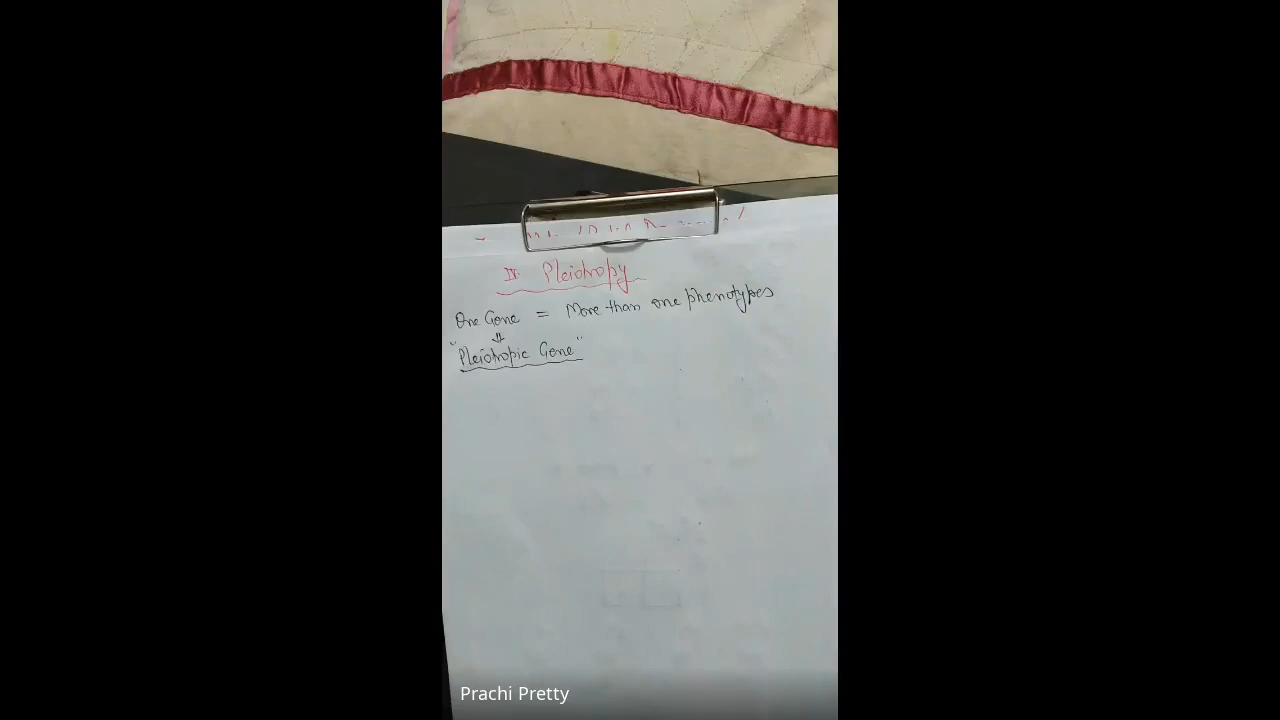 IV. Pleiotropy
One Gene = More than one phenotypes
⇓
"Pleiotropic Gene"
Prachi Pretty